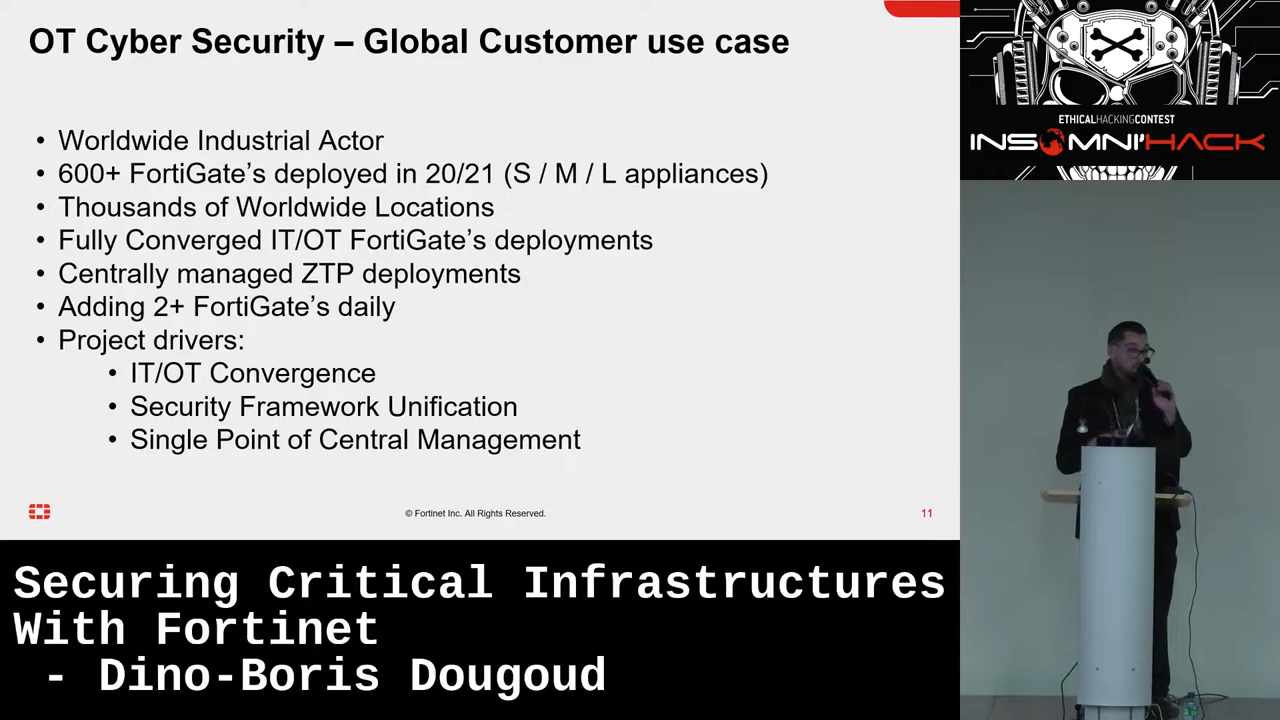 OT Cyber Security – Global Customer use case
• Worldwide Industrial Actor
• 600+ FortiGate’s deployed in 20/21 (S / M / L appliances)
• Thousands of Worldwide Locations
• Fully Converged IT/OT FortiGate’s deployments
• Centrally managed ZTP deployments
• Adding 2+ FortiGate’s daily
• Project drivers:
• IT/OT Convergence
• Security Framework Unification
• Single Point of Central Management
© Fortinet Inc. All Rights Reserved.
11
ETHICALHACKINGCONTEST
INSOMNI'HACK
Securing Critical Infrastructures
With Fortinet
- Dino-Boris Dougoud